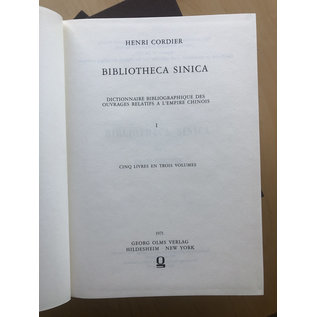 HENRI CORDIER
BIBLIOTHECA SINICA
DICTIONNAIRE BIBLIOGRAPHIQUE DES
OUVRAGES RELATIFS A L'EMPIRE CHINOIS
I
CINQ LIVRES EN TROIS VOLUMES
1971
GEORG OLMS VERLAG
HILDESHEIM · NEW YORK